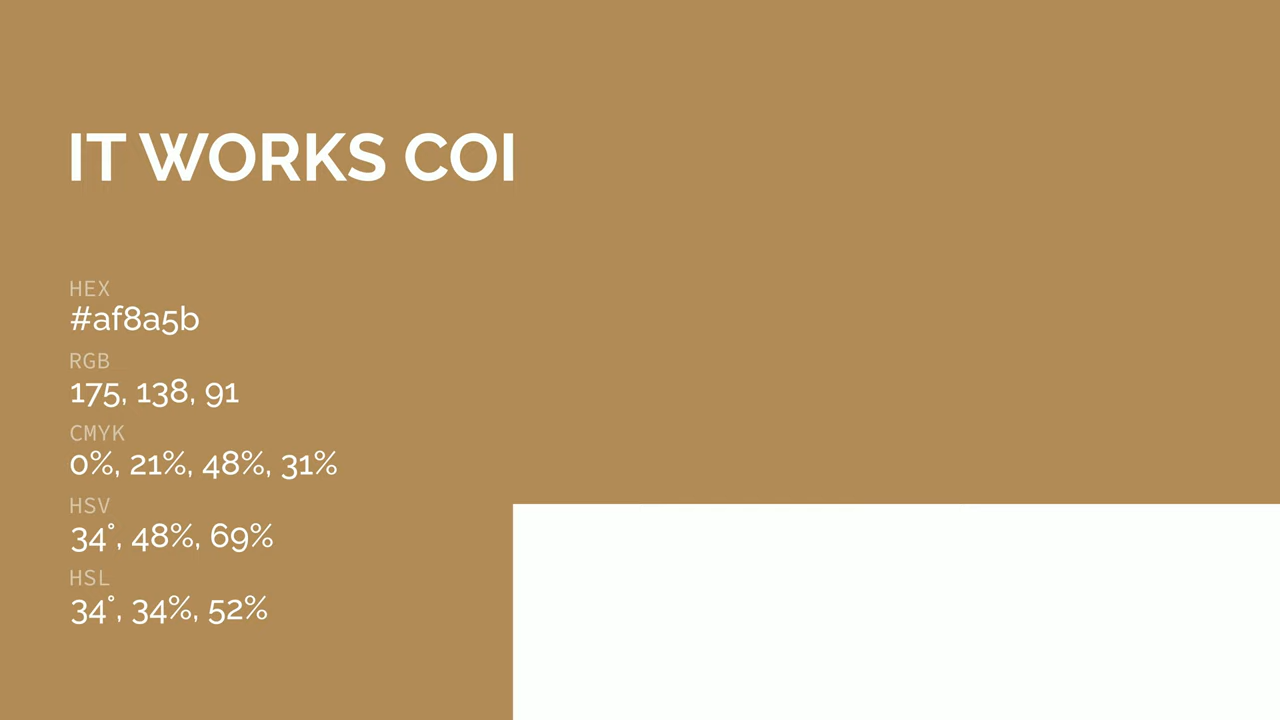 IT WORKS COI
HEX
#af8a5b
RGB
175, 138, 91
CMYK
0%, 21%, 48%, 31%
HSV
34°, 48%, 69%
HSL
34°, 34%, 52%